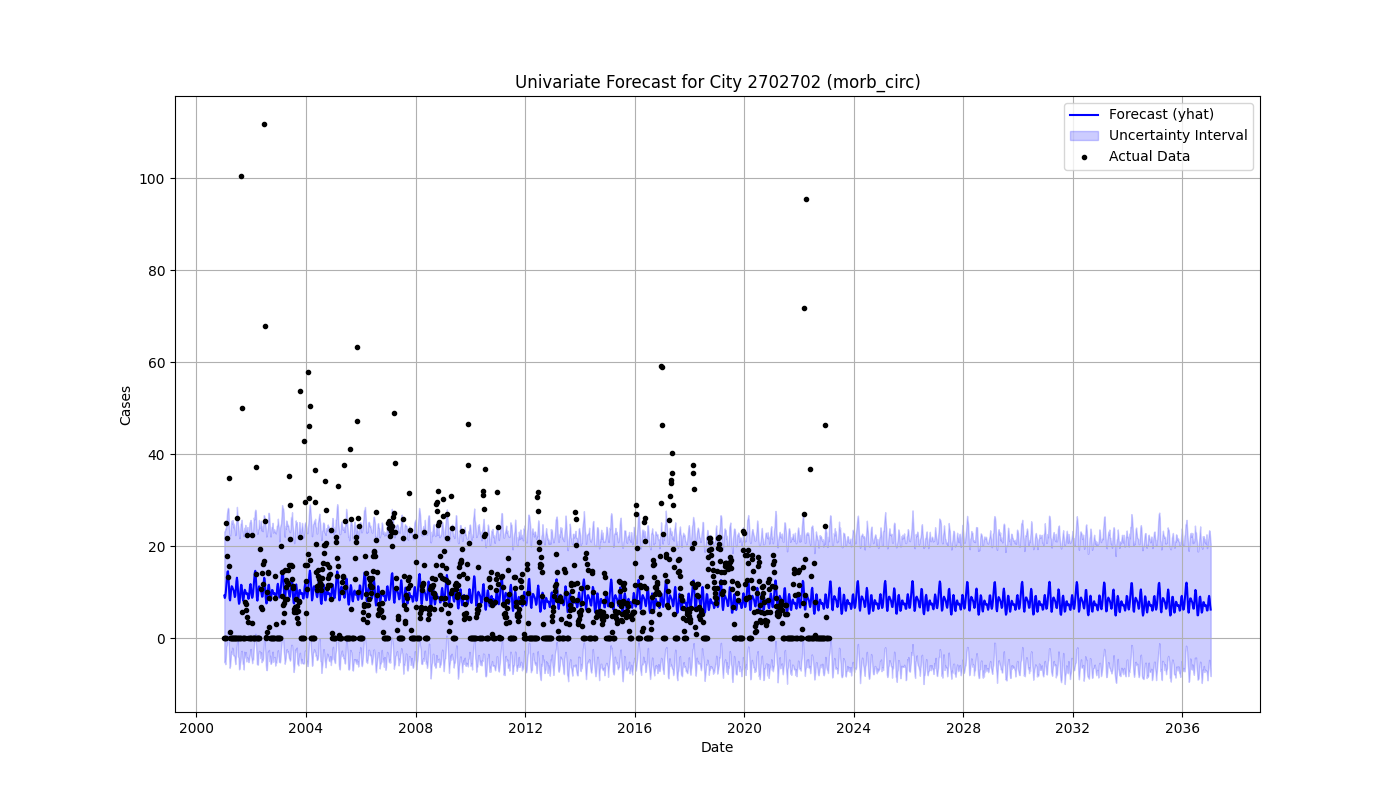 Univariate Forecast for City 2702702 (morb_circ)
Forecast (yhat)
Uncertainty Interval
Actual Data
100
80
60
40
20
0
Cases
2000 2004 2008 2012 2016 2020 2024 2028 2032 2036
Date